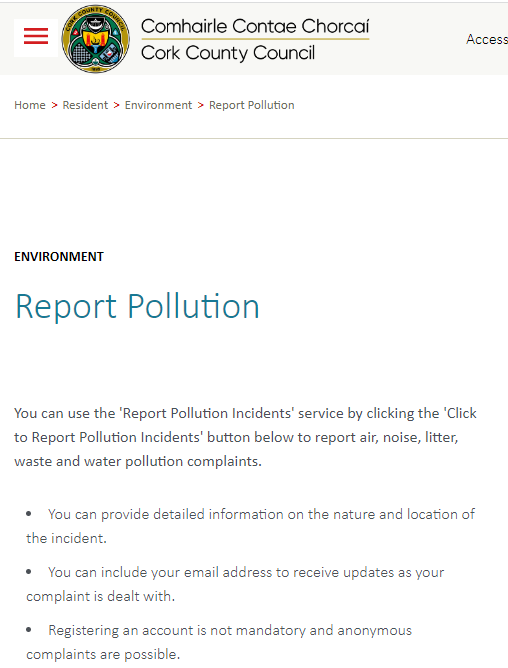 CORK COUNTY COUNCIL
Comhairle Contae Chorcaí
Cork County Council
Access
Home > Resident > Environment > Report Pollution
ENVIRONMENT
Report Pollution
You can use the 'Report Pollution Incidents' service by clicking the 'Click
to Report Pollution Incidents' button below to report air, noise, litter,
waste and water pollution complaints.
• You can provide detailed information on the nature and location of
the incident.
• You can include your email address to receive updates as your
complaint is dealt with.
• Registering an account is not mandatory and anonymous
complaints are possible.